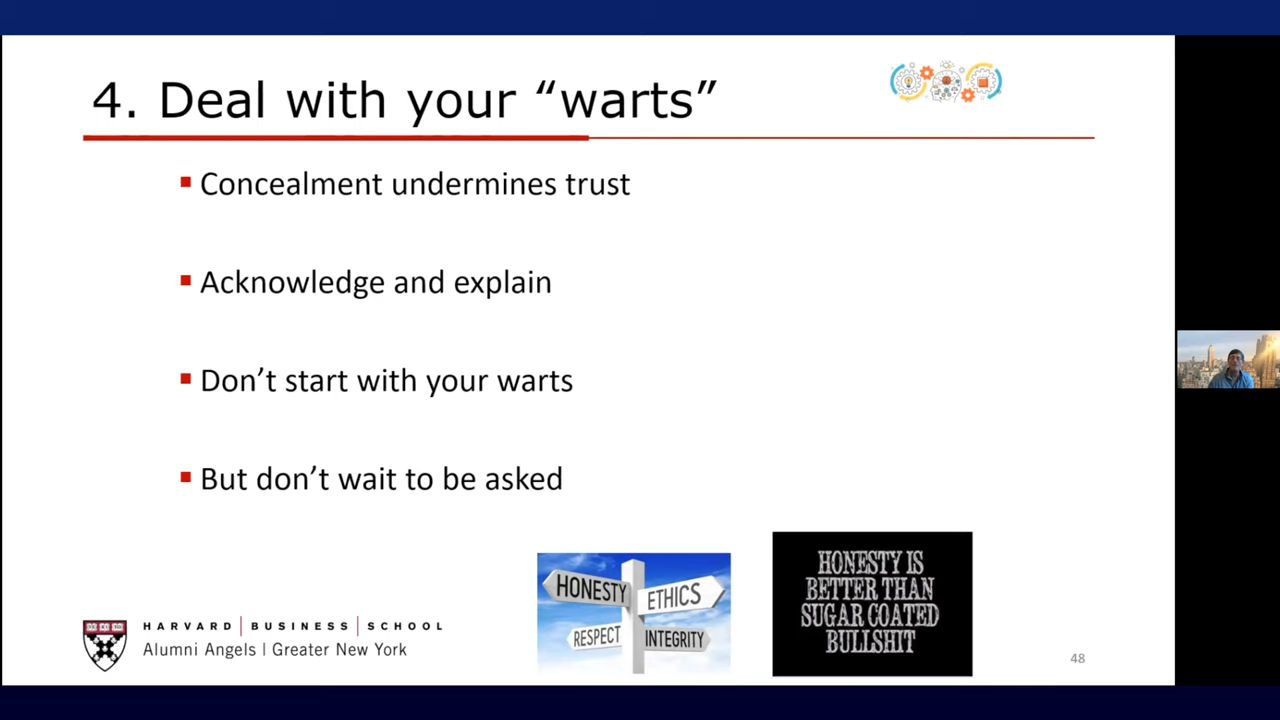 4. Deal with your “warts”
▪ Concealment undermines trust
▪ Acknowledge and explain
▪ Don’t start with your warts
▪ But don’t wait to be asked
HONESTY
ETHICS
RESPECT
INTEGRITY
HONESTY IS
BETTER THAN
SUGAR COATED
BULLSHIT
HARVARD | BUSINESS | SCHOOL
Alumni Angels | Greater New York
48